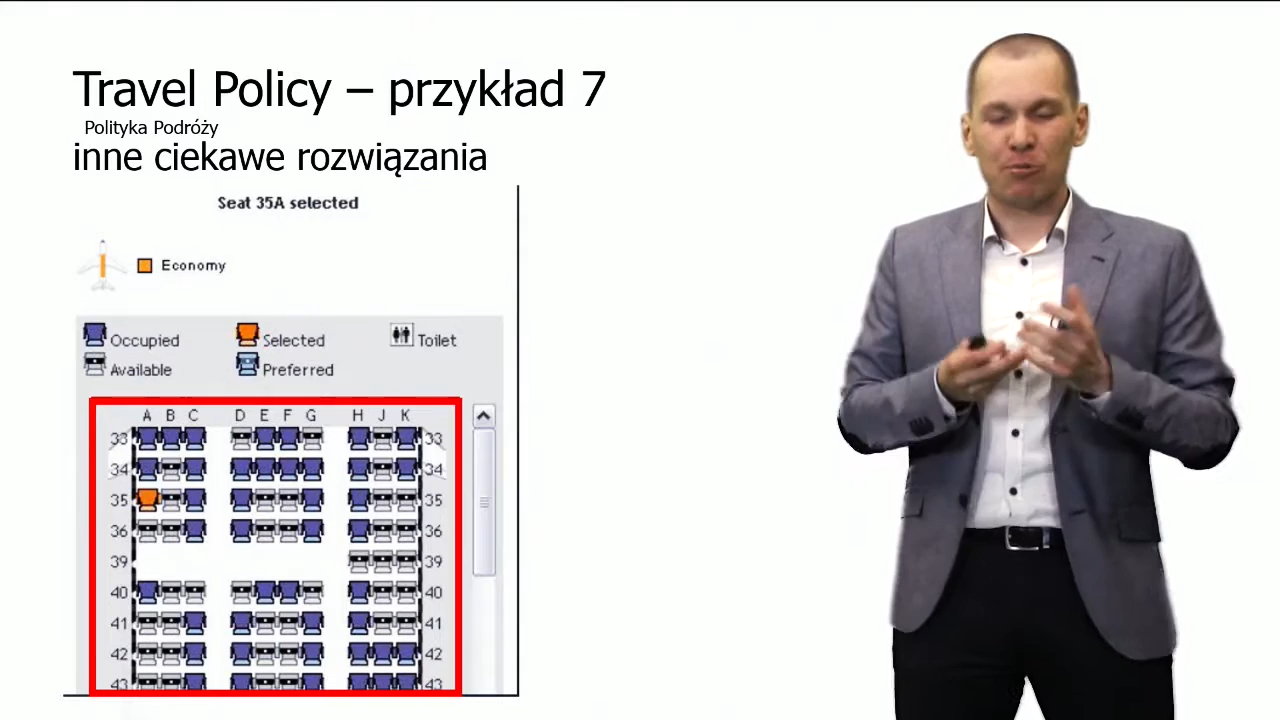 Travel Policy – przykład 7
Polityka Podróży
inne ciekawe rozwiązania
Seat 35A selected
Economy
Occupied Selected Toilet
Available Preferred
A B C D E F G H J K
33 33
34 34
35 35
36 36
39 39
40 40
41 41
42 42
43 43